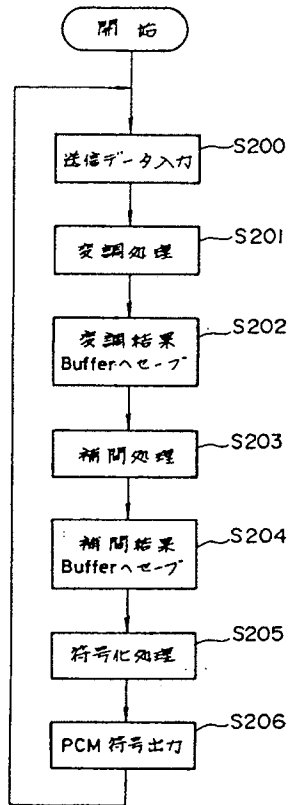 開始
送信データ入力
S200
変調処理
S201
変調結果
Bufferへセーブ
S202
補間処理
S203
補間結果
Bufferへセーブ
S204
符号化処理
S205
PCM 符号出力
S206